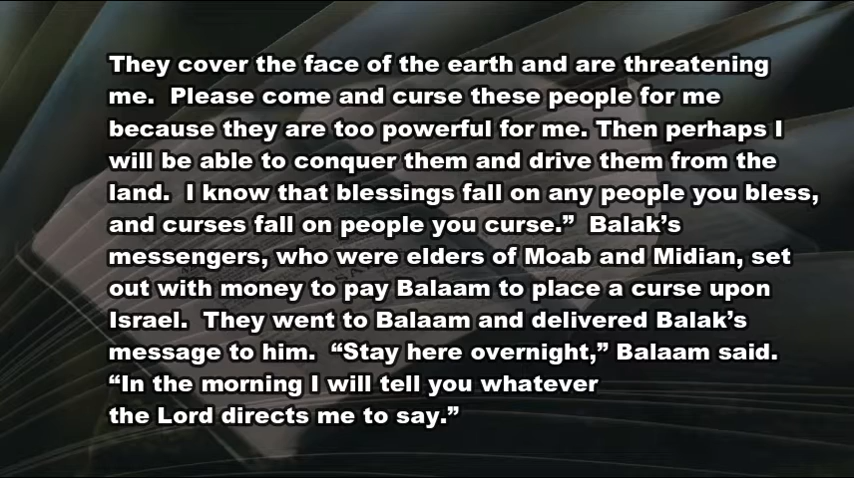 They cover the face of the earth and are threatening
me.  Please come and curse these people for me
because they are too powerful for me. Then perhaps I
will be able to conquer them and drive them from the
land.  I know that blessings fall on any people you bless,
and curses fall on people you curse.”  Balak’s
messengers, who were elders of Moab and Midian, set
out with money to pay Balaam to place a curse upon
Israel.  They went to Balaam and delivered Balak’s
message to him.  “Stay here overnight,” Balaam said.
“In the morning I will tell you whatever
the Lord directs me to say.”